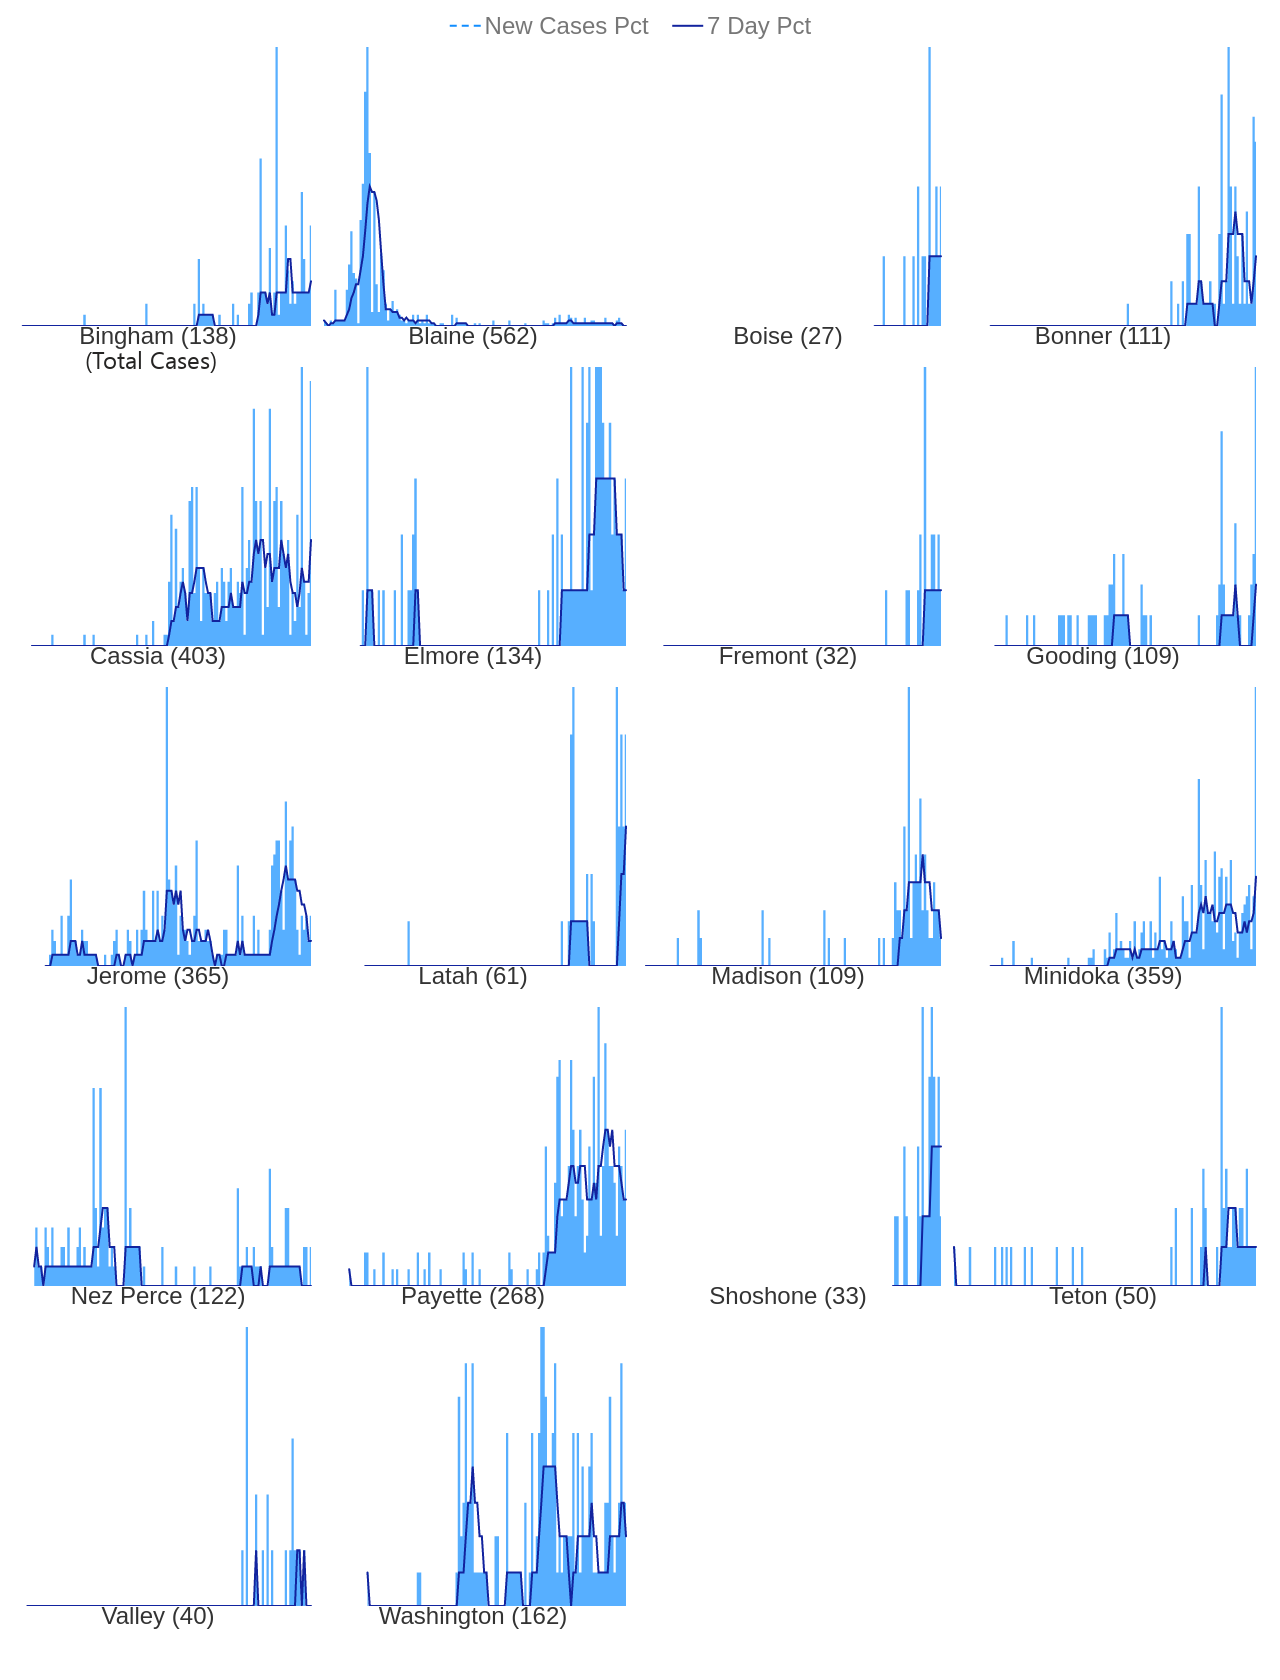 New Cases Pct 7 Day Pct
Bingham (138) Blaine (562) Boise (27) Bonner (111)
(Total Cases)
Cassia (403) Elmore (134) Fremont (32) Gooding (109)
Jerome (365) Latah (61) Madison (109) Minidoka (359)
Nez Perce (122) Payette (268) Shoshone (33) Teton (50)
Valley (40) Washington (162)